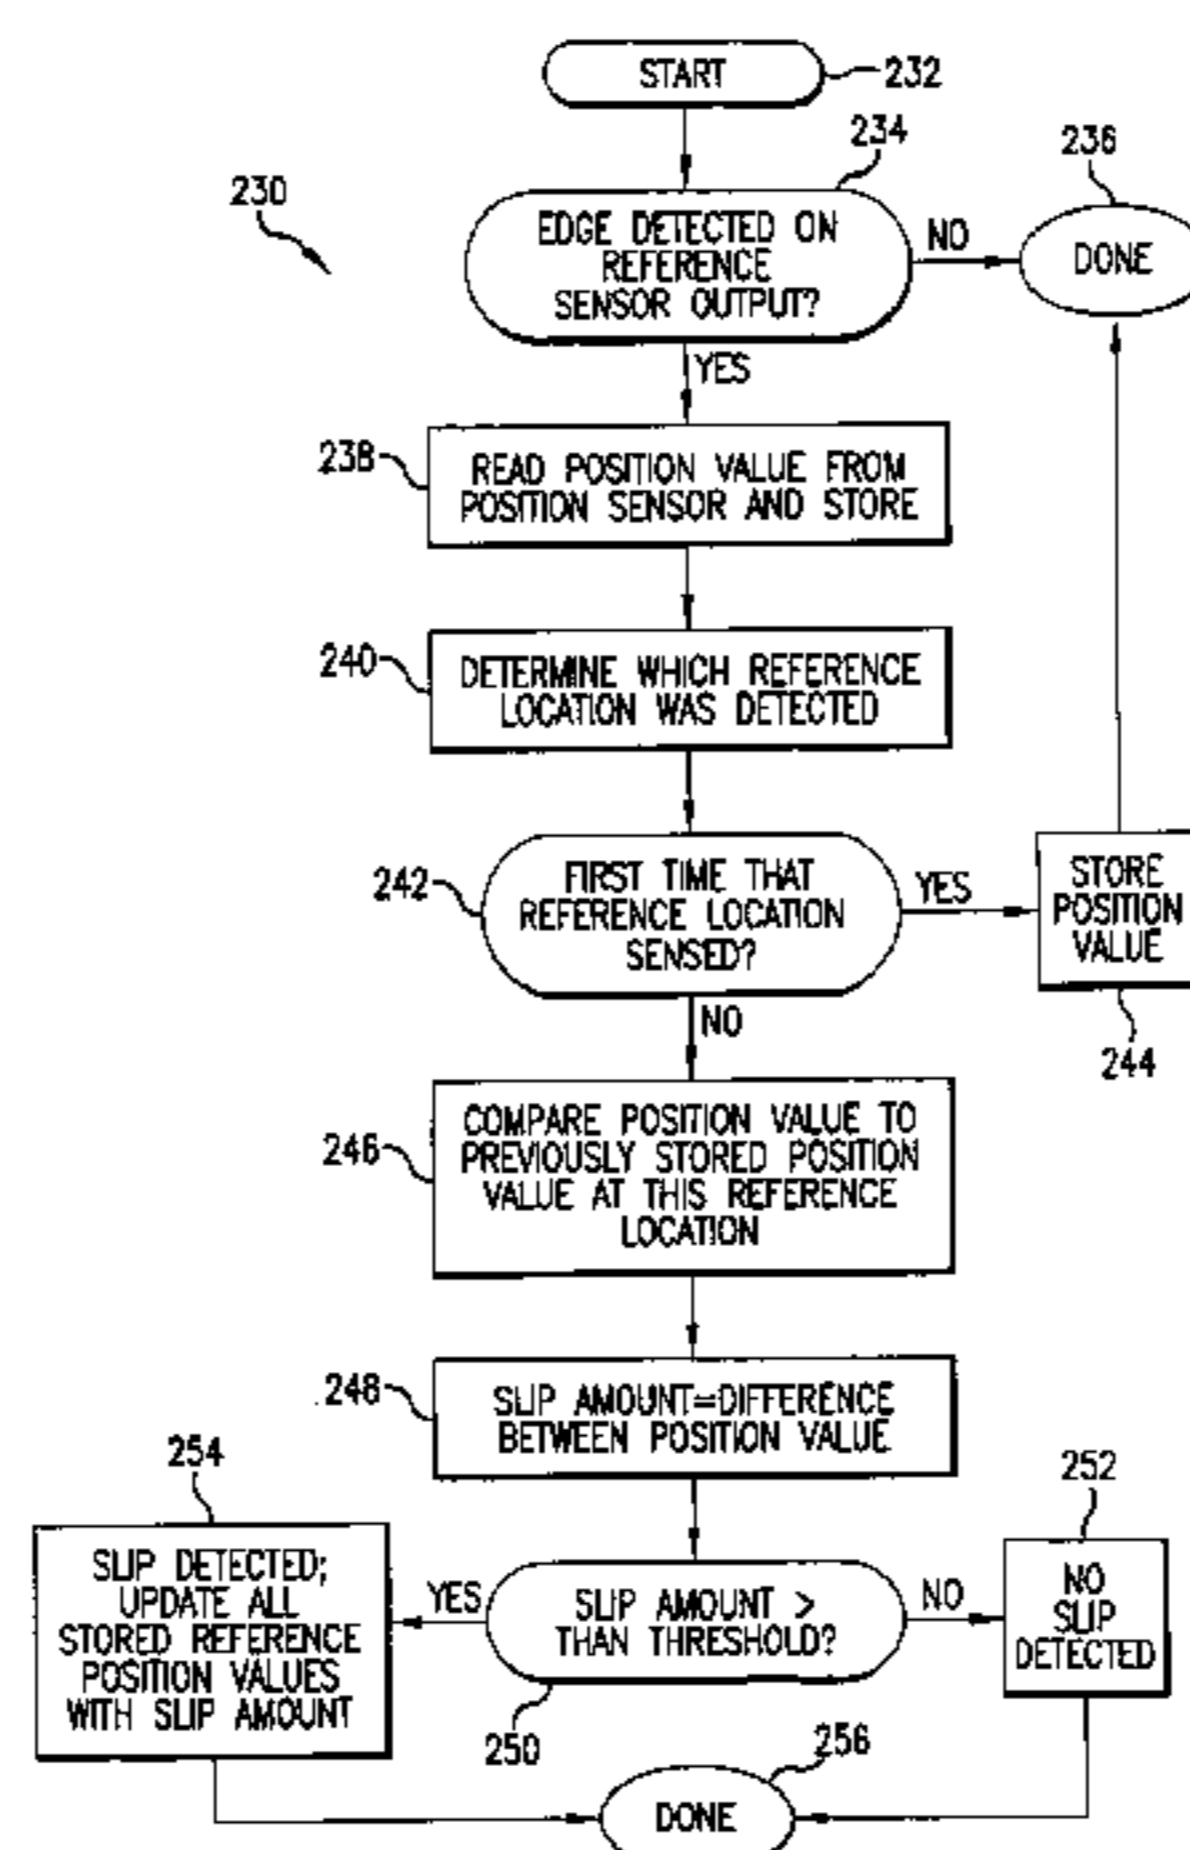 START
232
234
236
230
EDGE DETECTED ON
REFERENCE
SENSOR OUTPUT?
NO
DONE
YES
238
READ POSITION VALUE FROM
POSITION SENSOR AND STORE
240
DETERMINE WHICH REFERENCE
LOCATION WAS DETECTED
242
FIRST TIME THAT
REFERENCE LOCATION
SENSED?
YES
STORE
POSITION
VALUE
244
NO
246
COMPARE POSITION VALUE TO
PREVIOUSLY STORED POSITION
VALUE AT THIS REFERENCE
LOCATION
248
SLIP AMOUNT=DIFFERENCE
BETWEEN POSITION VALUE
254
252
SLIP DETECTED;
UPDATE ALL
STORED REFERENCE
POSITION VALUES
WITH SLIP AMOUNT
YES
SLIP AMOUNT >
THAN THRESHOLD?
NO
NO
SLIP
DETECTED
250
256
DONE